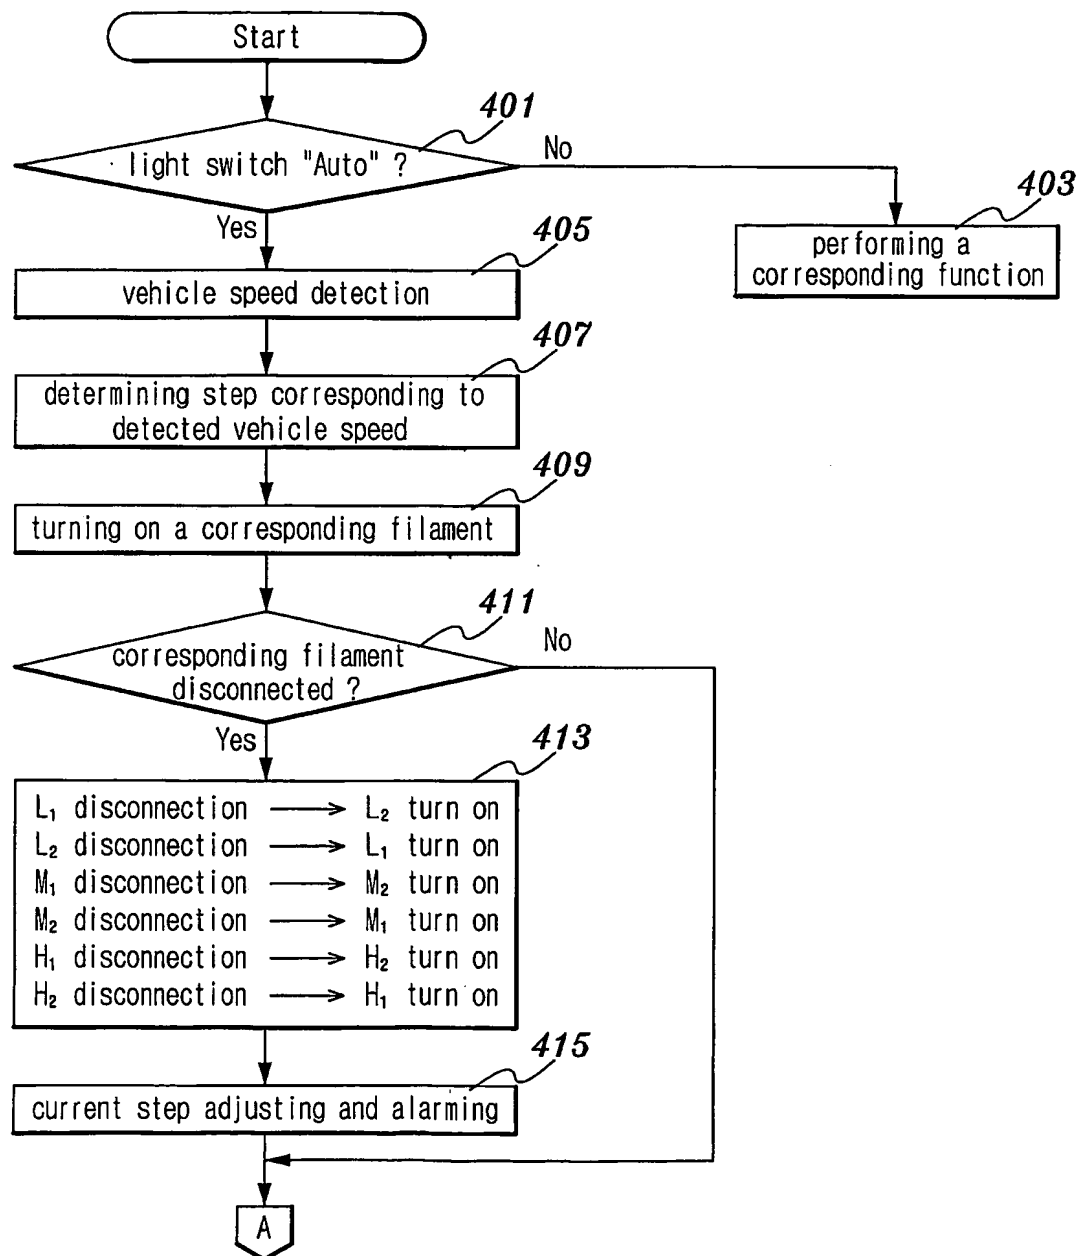 Start
401
light switch "Auto" ?
No
403
performing a
corresponding function
Yes
405
vehicle speed detection
407
determining step corresponding to
detected vehicle speed
409
turning on a corresponding filament
411
corresponding filament
disconnected ?
No
Yes
413
L₁ disconnection → L₂ turn on
L₂ disconnection → L₁ turn on
M₁ disconnection → M₂ turn on
M₂ disconnection → M₁ turn on
H₁ disconnection → H₂ turn on
H₂ disconnection → H₁ turn on
415
current step adjusting and alarming
A